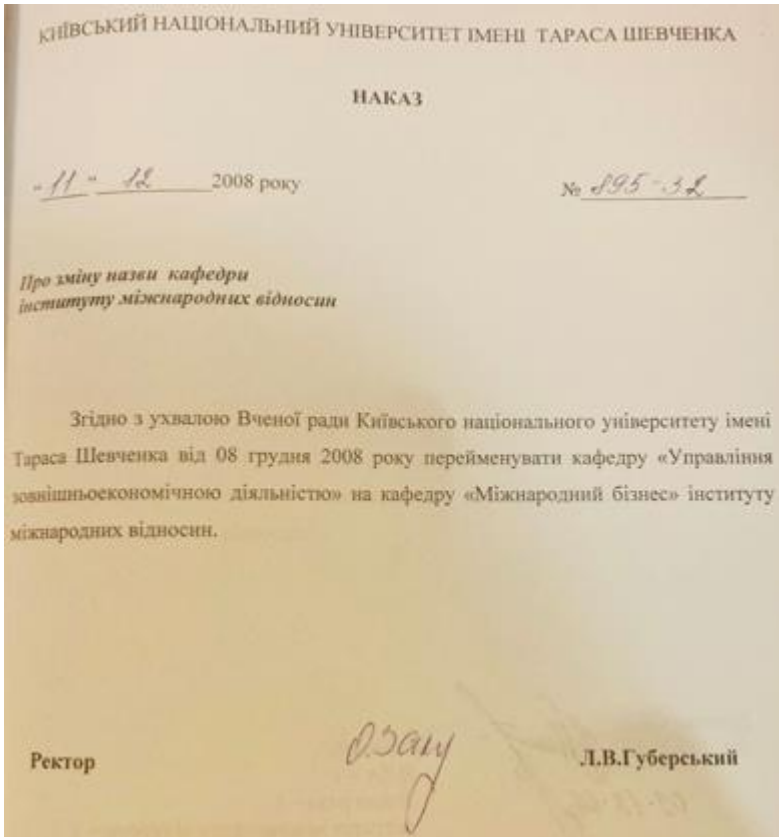 КИЇВСЬКИЙ НАЦІОНАЛЬНИЙ УНІВЕРСИТЕТ ІМЕНІ ТАРАСА ШЕВЧЕНКА
НАКАЗ
"11" 12 2008 року № 895-32
Про зміну назви кафедри
інституту міжнародних відносин
Згідно з ухвалою Вченої ради Київського національного університету імені
Тараса Шевченка від 08 грудня 2008 року перейменувати кафедру «Управління
зовнішньоекономічною діяльністю» на кафедру «Міжнародний бізнес» інституту
міжнародних відносин.
Ректор Л.В.Губерський